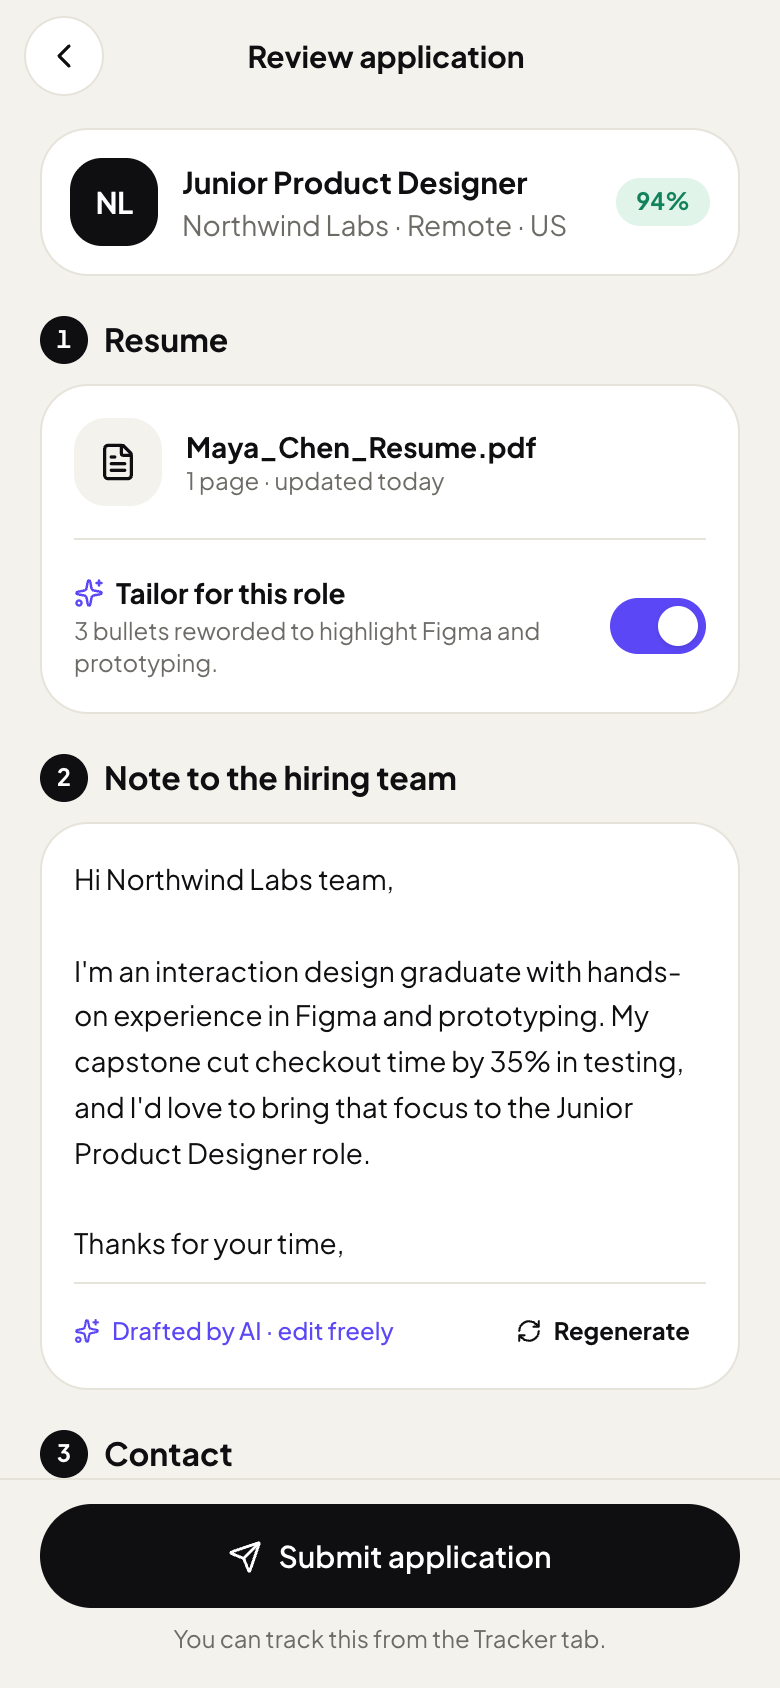 Review application
NL
Junior Product Designer
94%
Northwind Labs · Remote · US
1 Resume
Maya_Chen_Resume.pdf
1 page · updated today
Tailor for this role
3 bullets reworded to highlight Figma and
prototyping.
2 Note to the hiring team
Hi Northwind Labs team,
I'm an interaction design graduate with hands-
on experience in Figma and prototyping. My
capstone cut checkout time by 35% in testing,
and I'd love to bring that focus to the Junior
Product Designer role.
Thanks for your time,
Drafted by AI · edit freely
Regenerate
3 Contact
Submit application
You can track this from the Tracker tab.